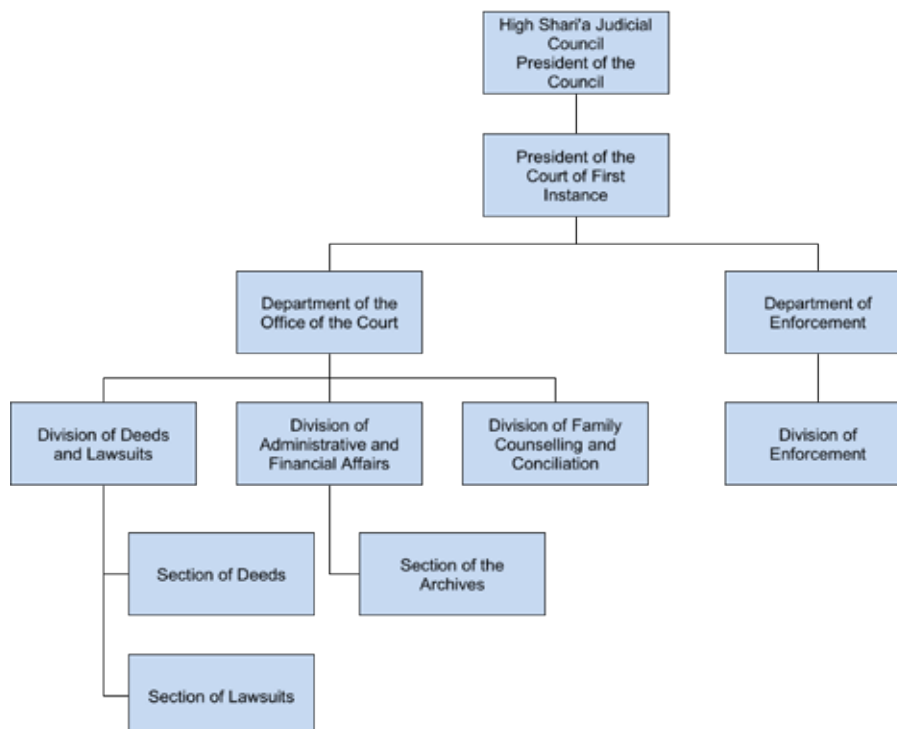 High Shari'a Judicial
Council
President of the
Council
President of the
Court of First
Instance
Department of the
Office of the Court
Department of
Enforcement
Division of Deeds
and Lawsuits
Division of
Administrative and
Financial Affairs
Division of Family
Counselling and
Conciliation
Division of
Enforcement
Section of Deeds
Section of the
Archives
Section of Lawsuits